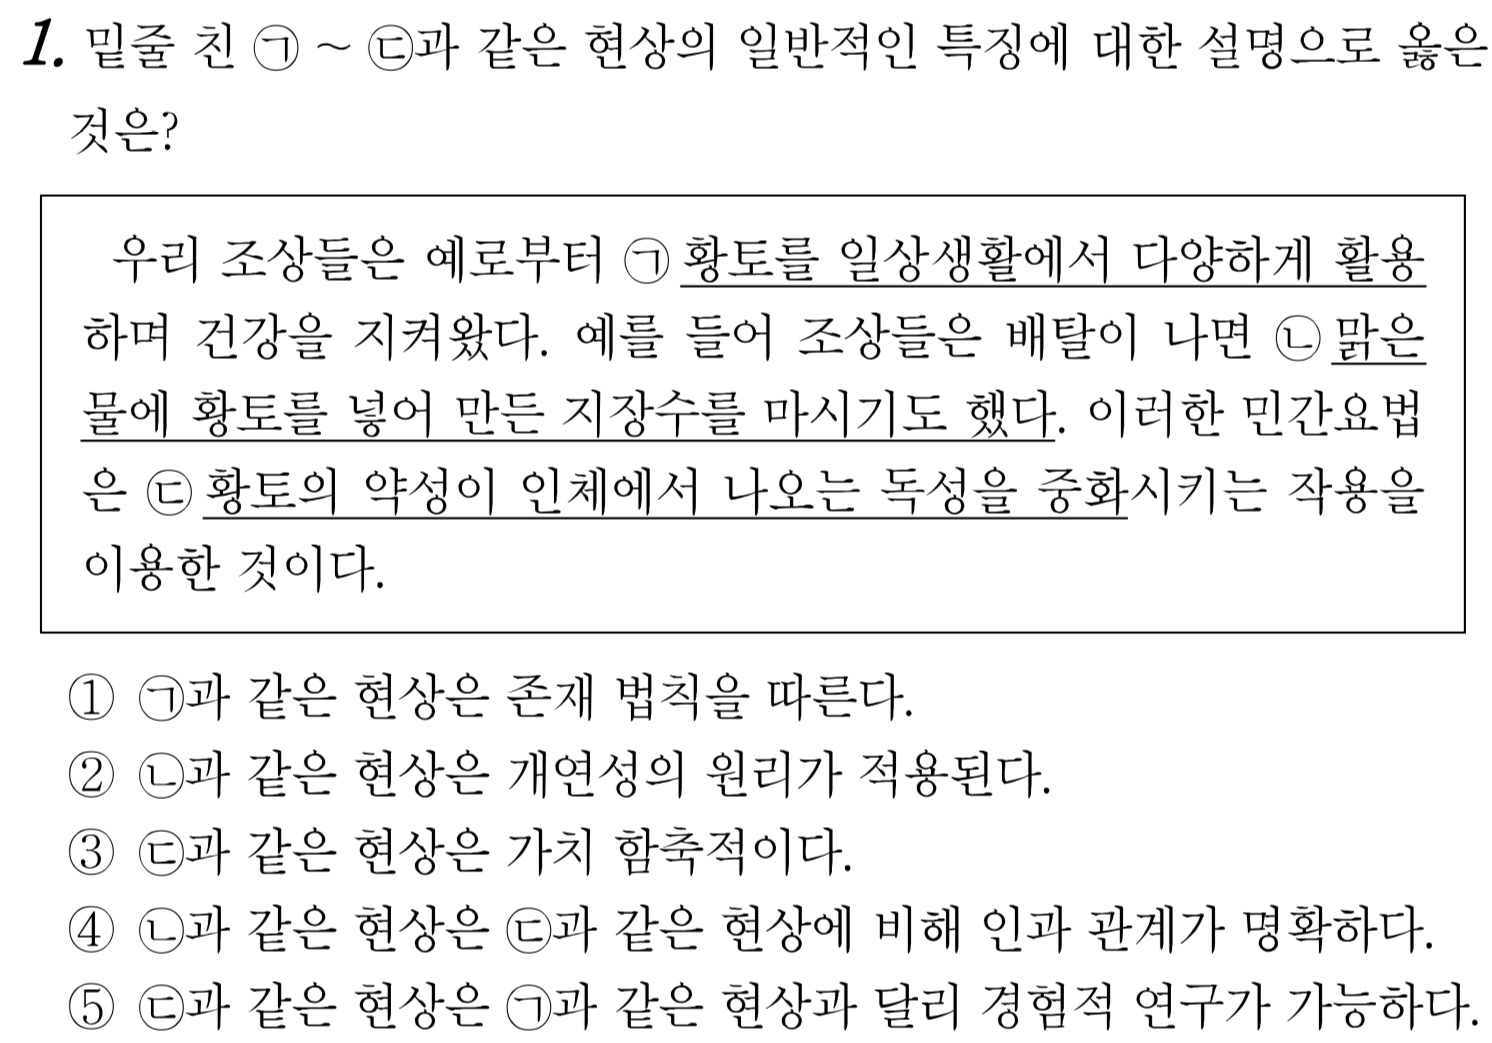 1. 밑줄 친 ㉠ ~ ㉢과 같은 현상의 일반적인 특징에 대한 설명으로 옳은
것은?
우리 조상들은 예로부터 ㉠ 황토를 일상생활에서 다양하게 활용
하며 건강을 지켜왔다. 예를 들어 조상들은 배탈이 나면 ㉡ 맑은
물에 황토를 넣어 만든 지장수를 마시기도 했다. 이러한 민간요법
은 ㉢ 황토의 약성이 인체에서 나오는 독성을 중화시키는 작용을
이용한 것이다.
① ㉠과 같은 현상은 존재 법칙을 따른다.
② ㉡과 같은 현상은 개연성의 원리가 적용된다.
③ ㉢과 같은 현상은 가치 함축적이다.
④ ㉡과 같은 현상은 ㉢과 같은 현상에 비해 인과 관계가 명확하다.
⑤ ㉢과 같은 현상은 ㉠과 같은 현상과 달리 경험적 연구가 가능하다.